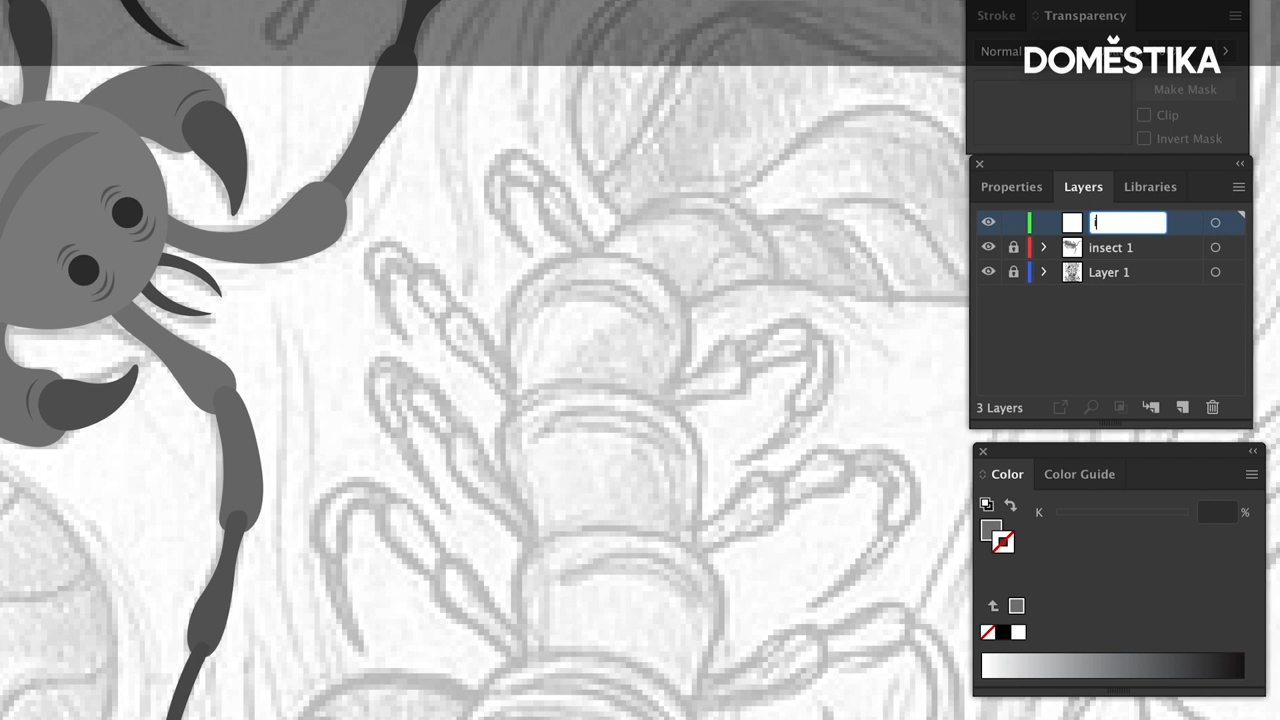 Stroke
Transparency
Normal
DOMĚSTIKA
Make Mask
Clip
Invert Mask
Properties
Layers
Libraries
i
insect 1
Layer 1
3 Layers
Color
Color Guide
K
%